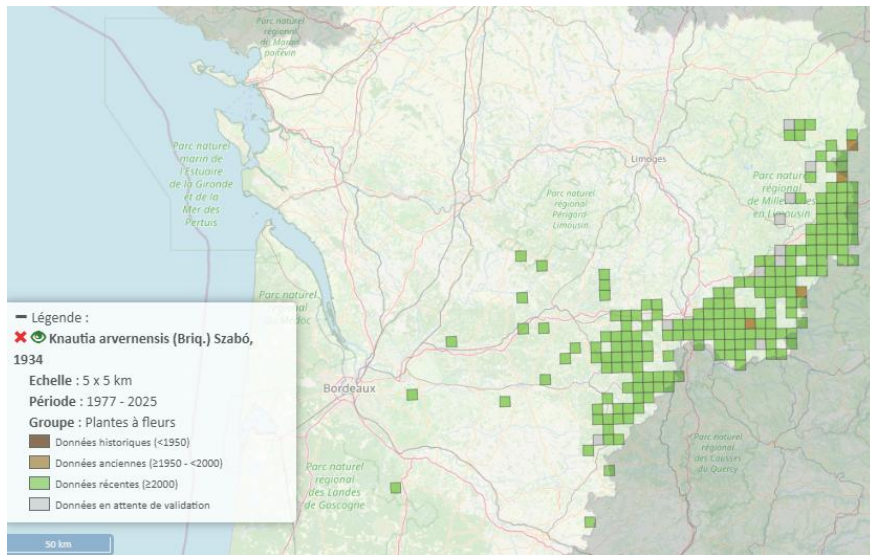 Parc naturel
régional
du Marais
poitevin
Parc naturel
marin de
l'Estuaire
de la Gironde
et de la
Mer des
Pertuis
Limoges
Parc naturel
régional
Périgord
Limousin
Parc naturel
régional
de Millevaches
en Limousin
Parc naturel
régional
du Médoc
Bordeaux
Parc naturel
régional
des Landes
de Gascogne
Parc naturel
régional
des Causses
du Quercy
Légende :
Knautia arvernensis (Briq.) Szabó,
1934
Echelle : 5 x 5 km
Période : 1977 - 2025
Groupe : Plantes à fleurs
Données historiques (<1950)
Données anciennes (≥1950 - <2000)
Données récentes (≥2000)
Données en attente de validation
50 km